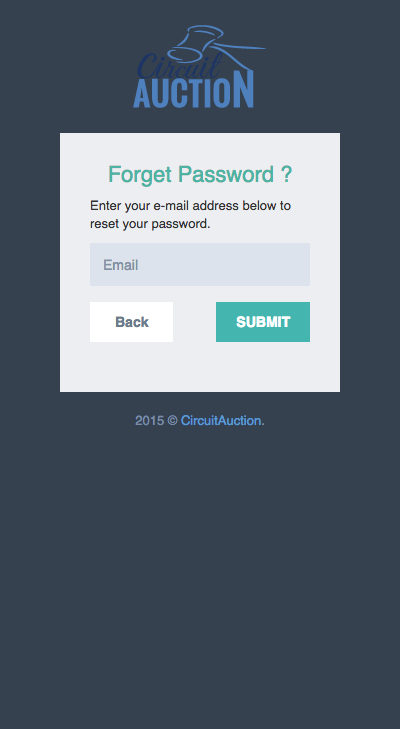 Circuit
AUCTION
Forget Password ?
Enter your e-mail address below to
reset your password.
Email
Back SUBMIT
2015 © CircuitAuction.